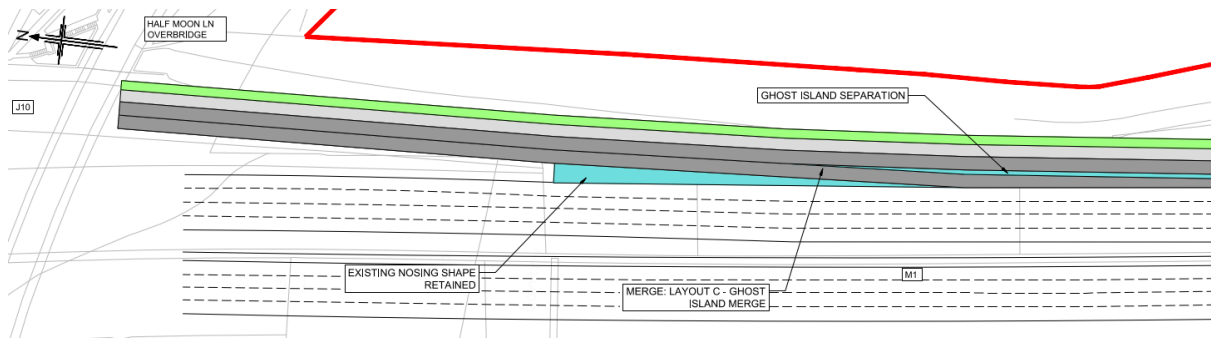 HALF MOON LN
OVERBRIDGE
N
J10
GHOST ISLAND SEPARATION
EXISTING NOSING SHAPE
RETAINED
MERGE: LAYOUT C - GHOST
ISLAND MERGE
M1